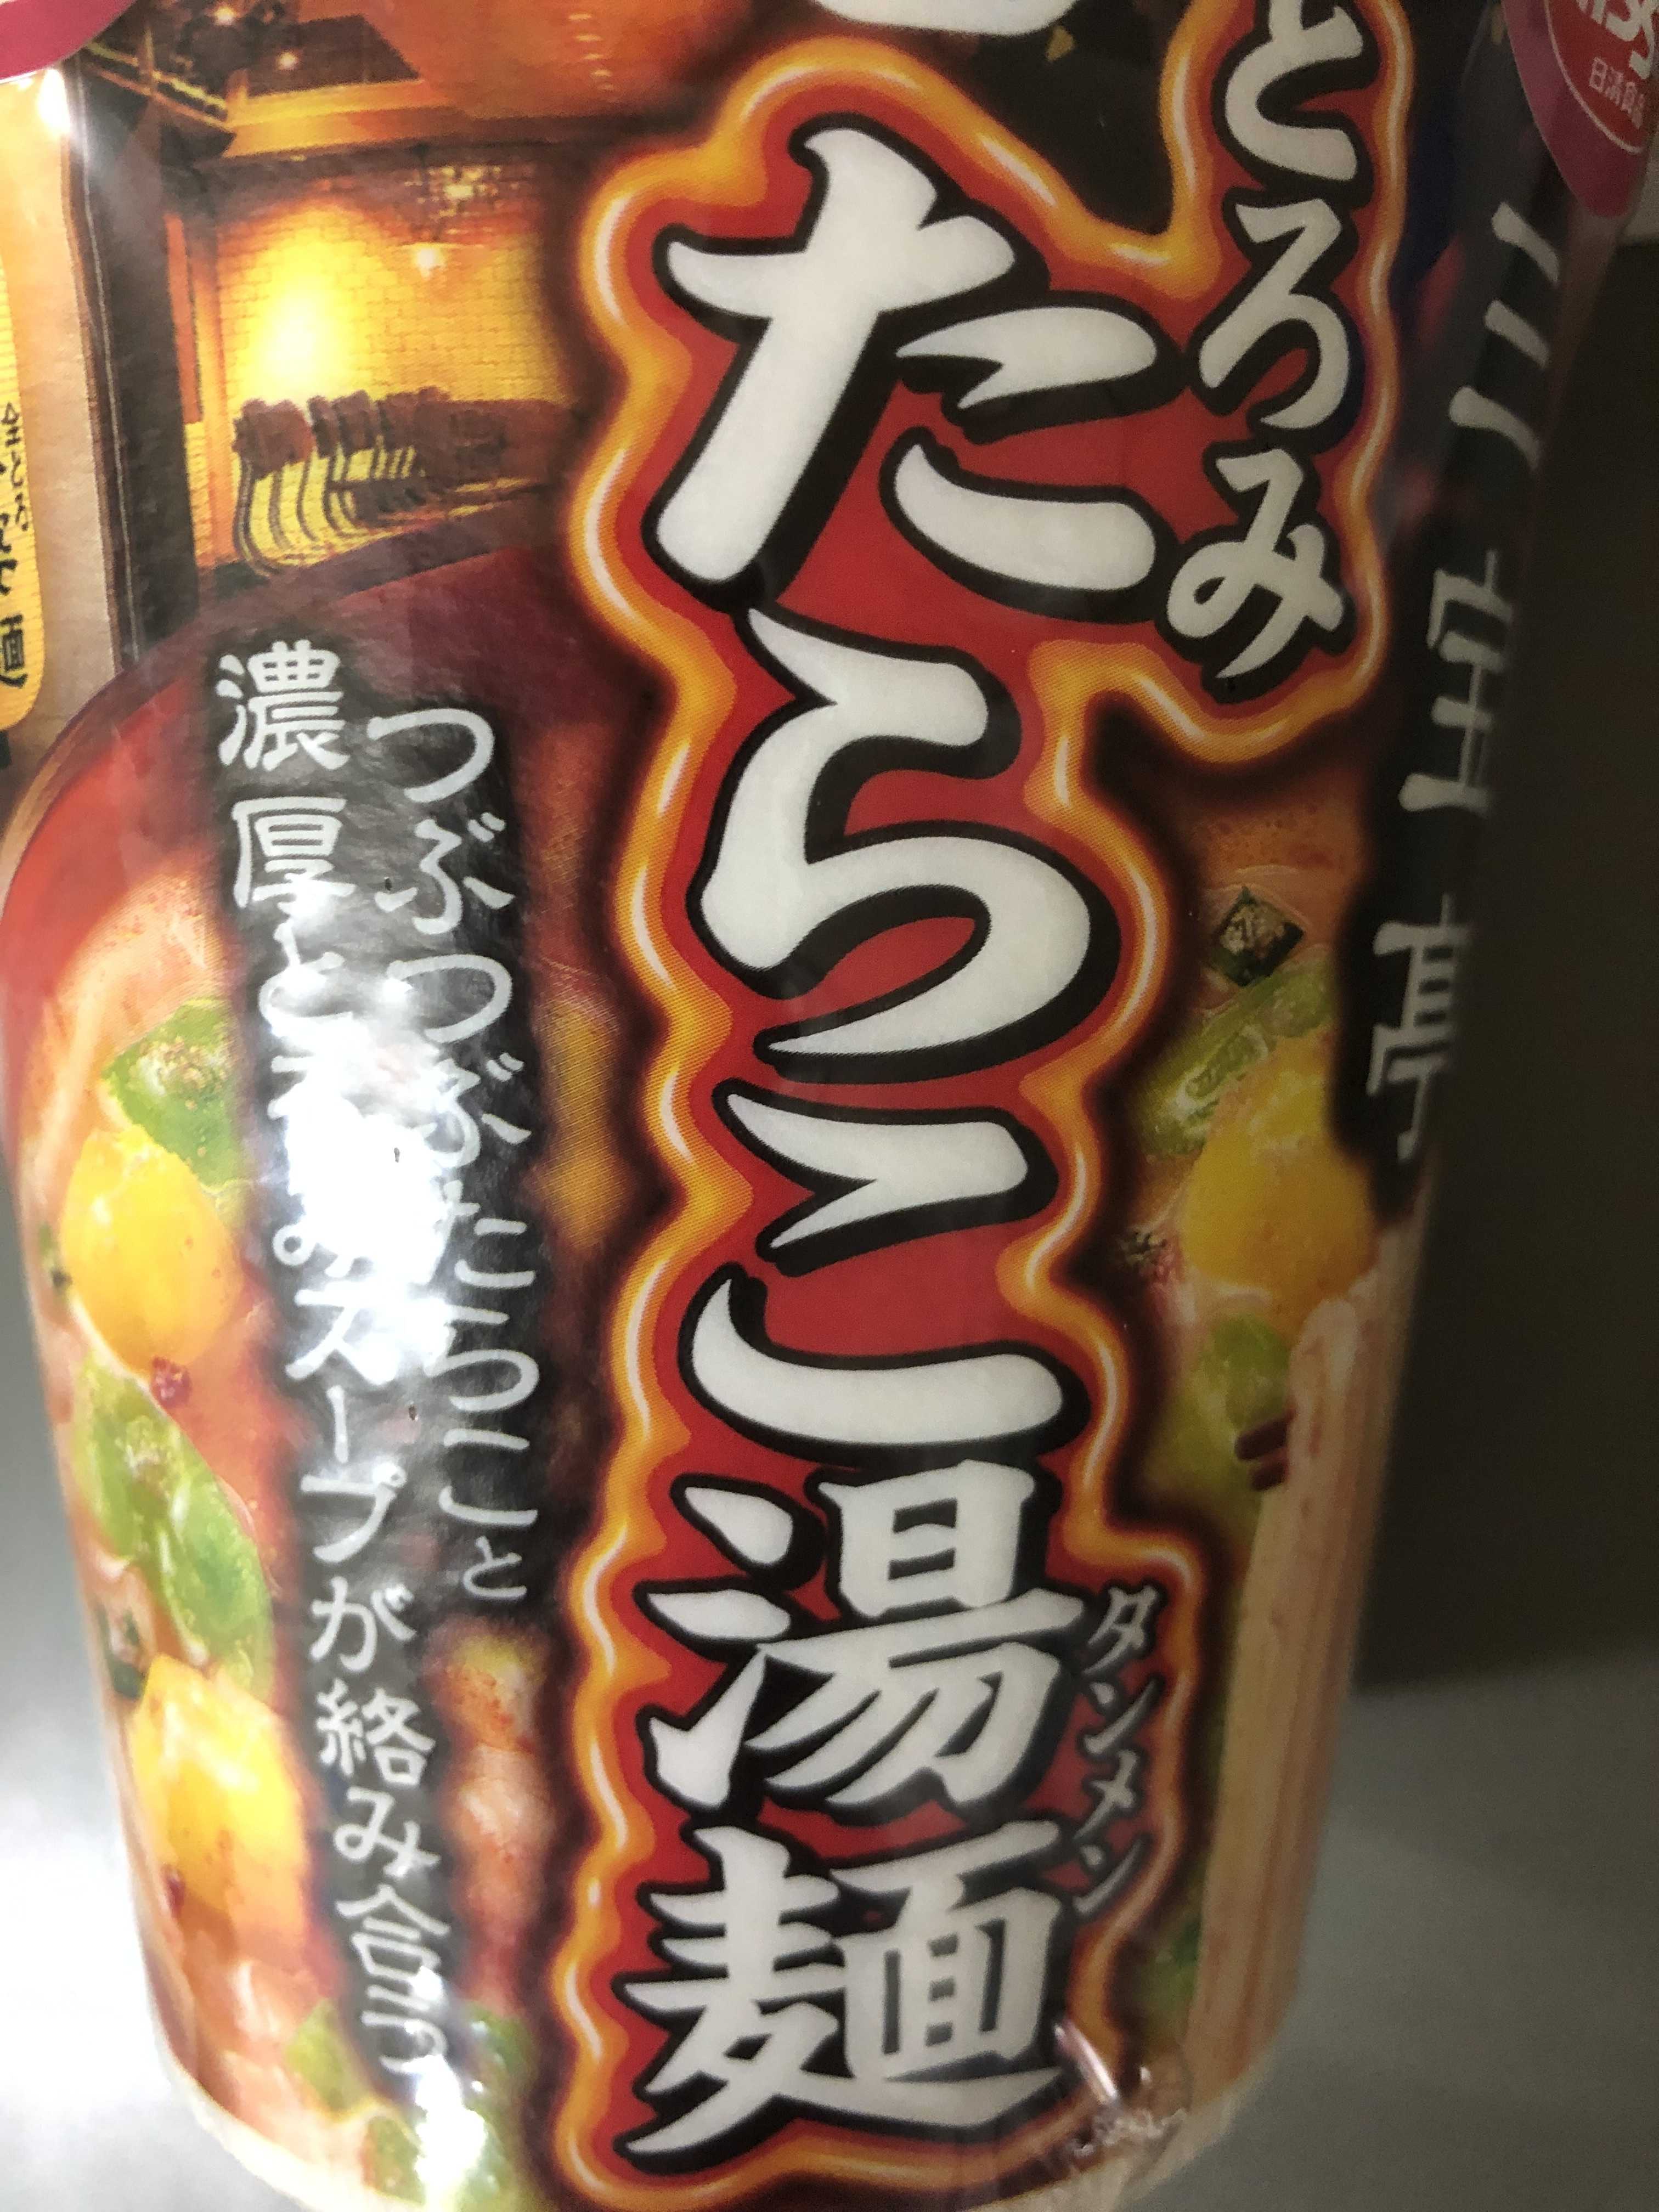 日清食
三宝亭
とろみ
たらこ湯麺
タンメン
つぶつぶたらこと
濃厚とろみスープが絡み合う